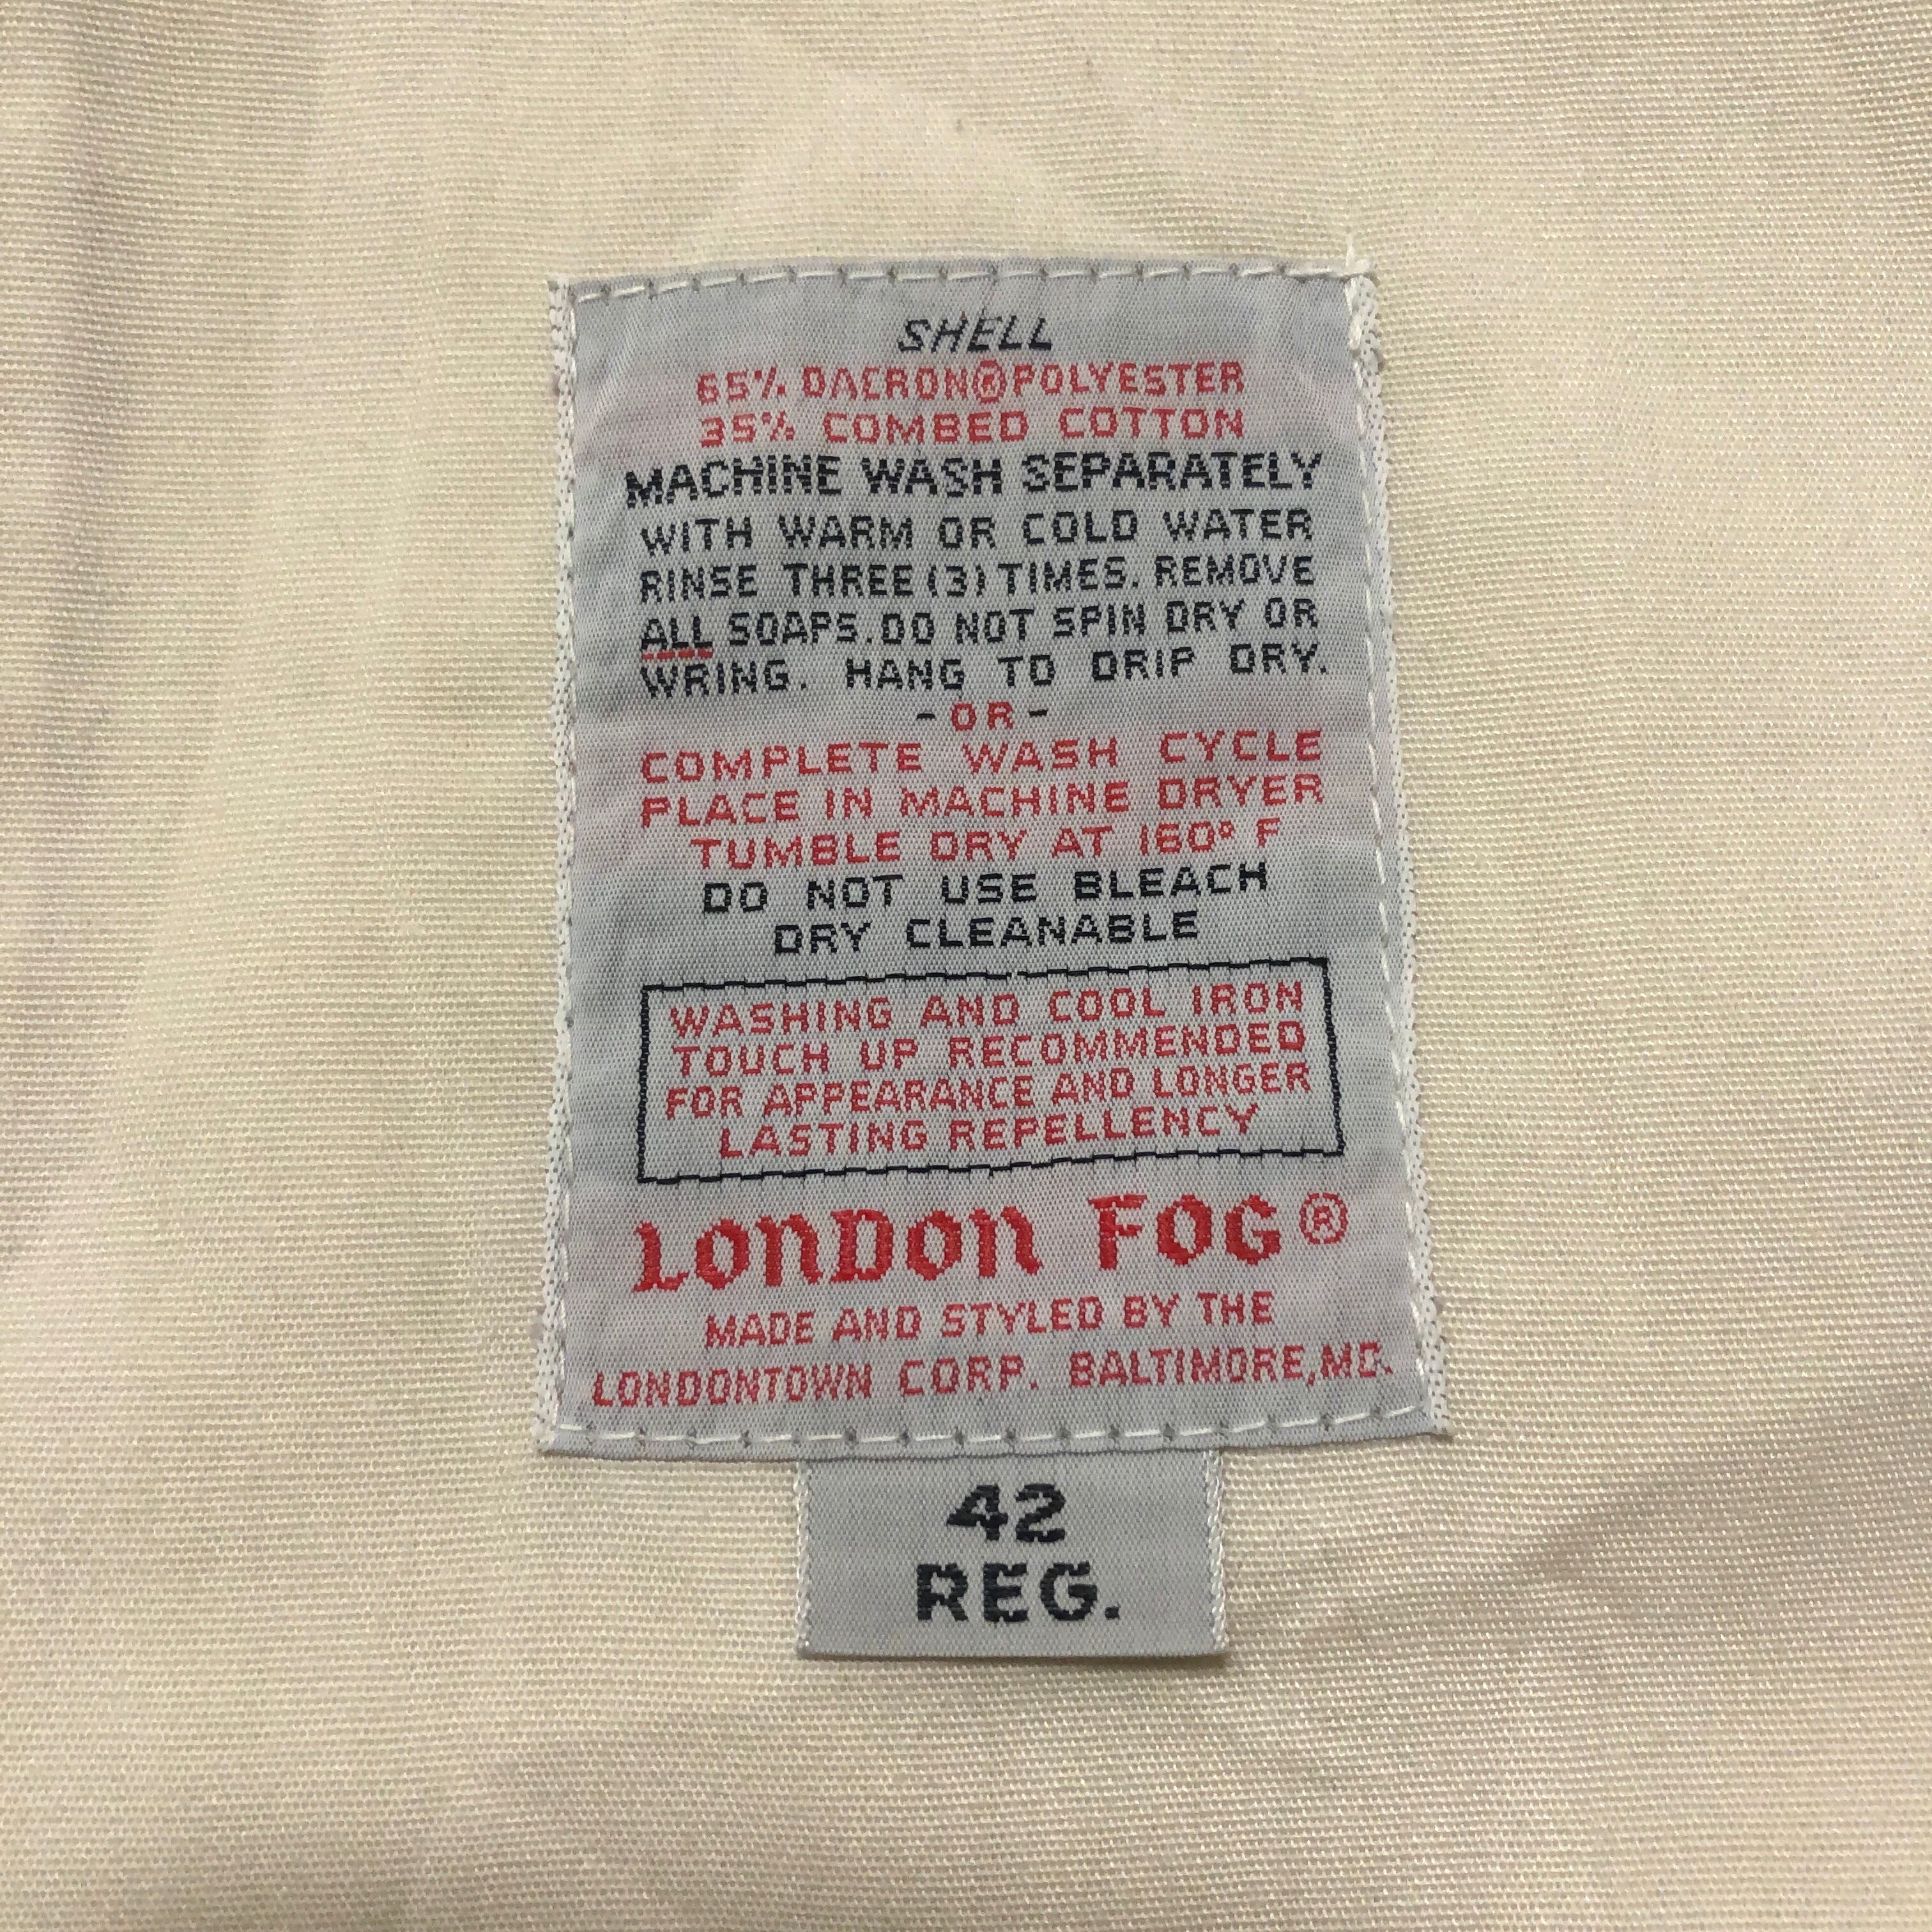 SHELL
65% DACRON® POLYESTER
35% COMBED COTTON
MACHINE WASH SEPARATELY
WITH WARM OR COLD WATER
RINSE THREE (3) TIMES. REMOVE
ALL SOAPS. DO NOT SPIN DRY OR
WRING. HANG TO DRIP DRY.
-OR-
COMPLETE WASH CYCLE
PLACE IN MACHINE DRYER
TUMBLE DRY AT 160° F
DO NOT USE BLEACH
DRY CLEANABLE
WASHING AND COOL IRON
TOUCH UP RECOMMENDED
FOR APPEARANCE AND LONGER
LASTING REPELLENCY
LONDON FOG®
MADE AND STYLED BY THE
LONDONTOWN CORP. BALTIMORE, MD.
42
REG.